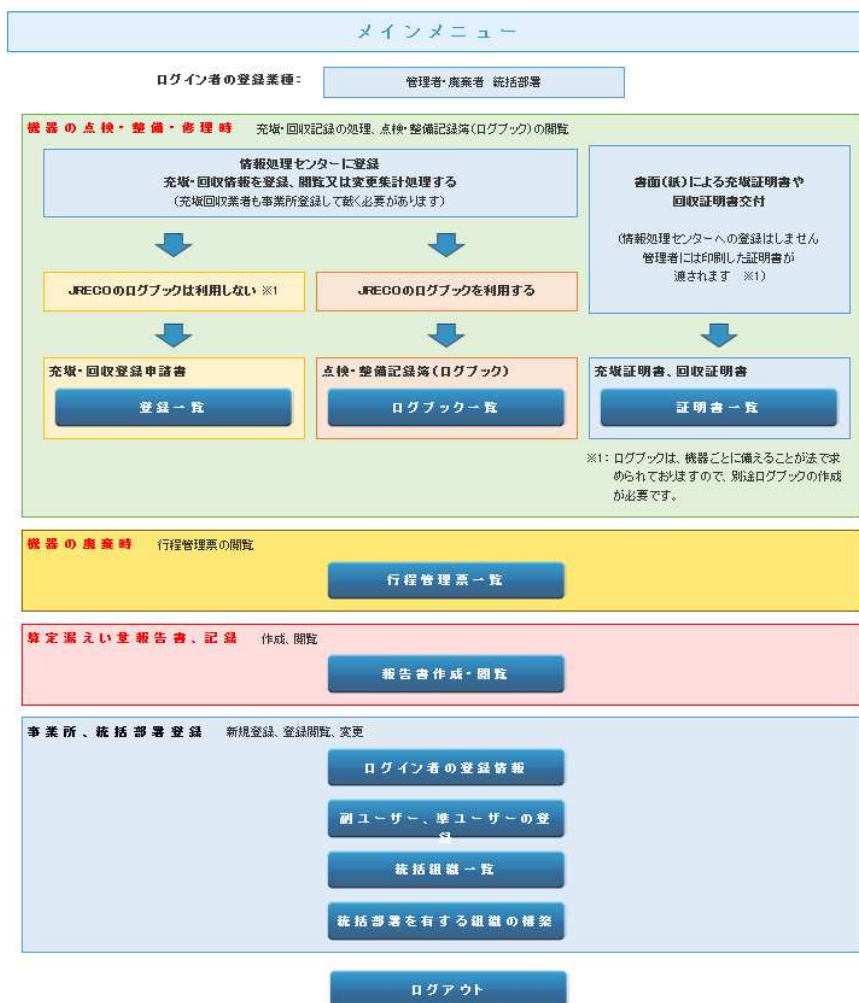 メインメニュー
ログイン者の登録業種：
管理者・廃棄者 統括部署
機器の点検・整備・修理時 充塡・回収記録の処理、点検・整備記録簿（ログブック）の閲覧
情報処理センターに登録
充塡・回収情報を登録、閲覧又は変更集計処理する
（充塡回収業者も事業所登録して戴く必要があります）
書面（紙）による充塡証明書や
回収証明書交付
（情報処理センターへの登録はしません
管理者には印刷した証明書が
渡されます ※1）
JRECOのログブックは利用しない ※1
JRECOのログブックを利用する
充塡・回収登録申請書
登録一覧
点検・整備記録簿（ログブック）
ログブック一覧
充塡証明書、回収証明書
証明書一覧
※1：ログブックは、機器ごとに備えることが法で求
められておりますので、別途ログブックの作成
が必要です。
機器の廃棄時 行程管理票の閲覧
行程管理票一覧
算定漏えい量報告書、記録 作成、閲覧
報告書作成・閲覧
事業所、統括部署登録 新規登録、登録閲覧、変更
ログイン者の登録情報
副ユーザー、準ユーザーの登
録
統括組織一覧
統括部署を有する組織の構築
ログアウト